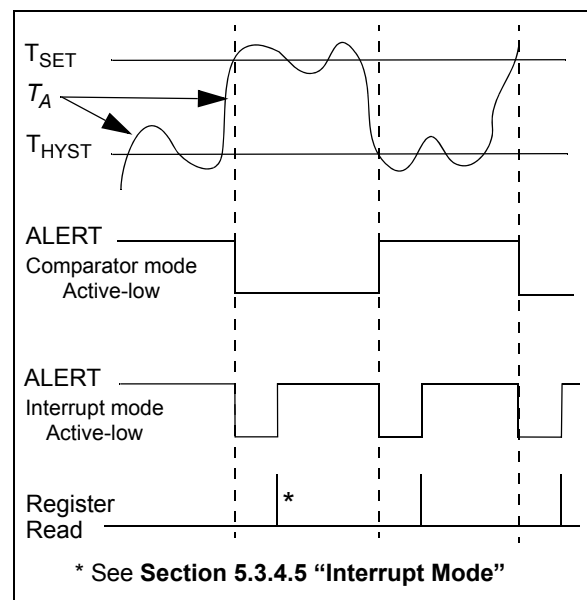 TSET
TA
THYST
ALERT
Comparator mode
Active-low
ALERT
Interrupt mode
Active-low
Register
Read
*
* See Section 5.3.4.5 “Interrupt Mode”